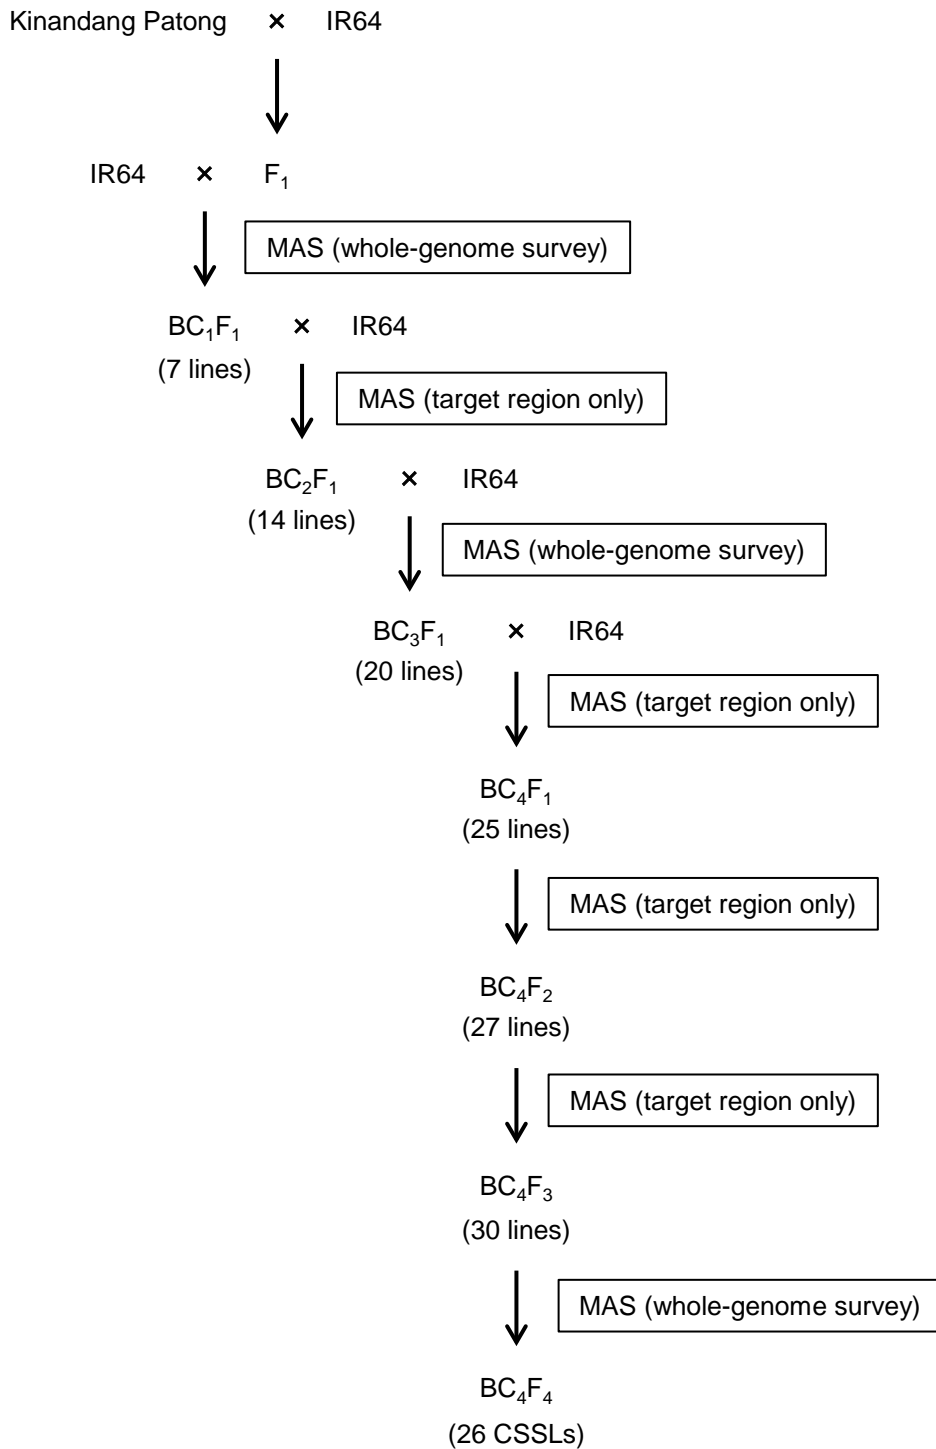 Kinandang Patong × IR64
IR64 × F₁
MAS (whole-genome survey)
BC₁F₁ × IR64
(7 lines)
MAS (target region only)
BC₂F₁ × IR64
(14 lines)
MAS (whole-genome survey)
BC₃F₁ × IR64
(20 lines)
MAS (target region only)
BC₄F₁
(25 lines)
MAS (target region only)
BC₄F₂
(27 lines)
MAS (target region only)
BC₄F₃
(30 lines)
MAS (whole-genome survey)
BC₄F₄
(26 CSSLs)